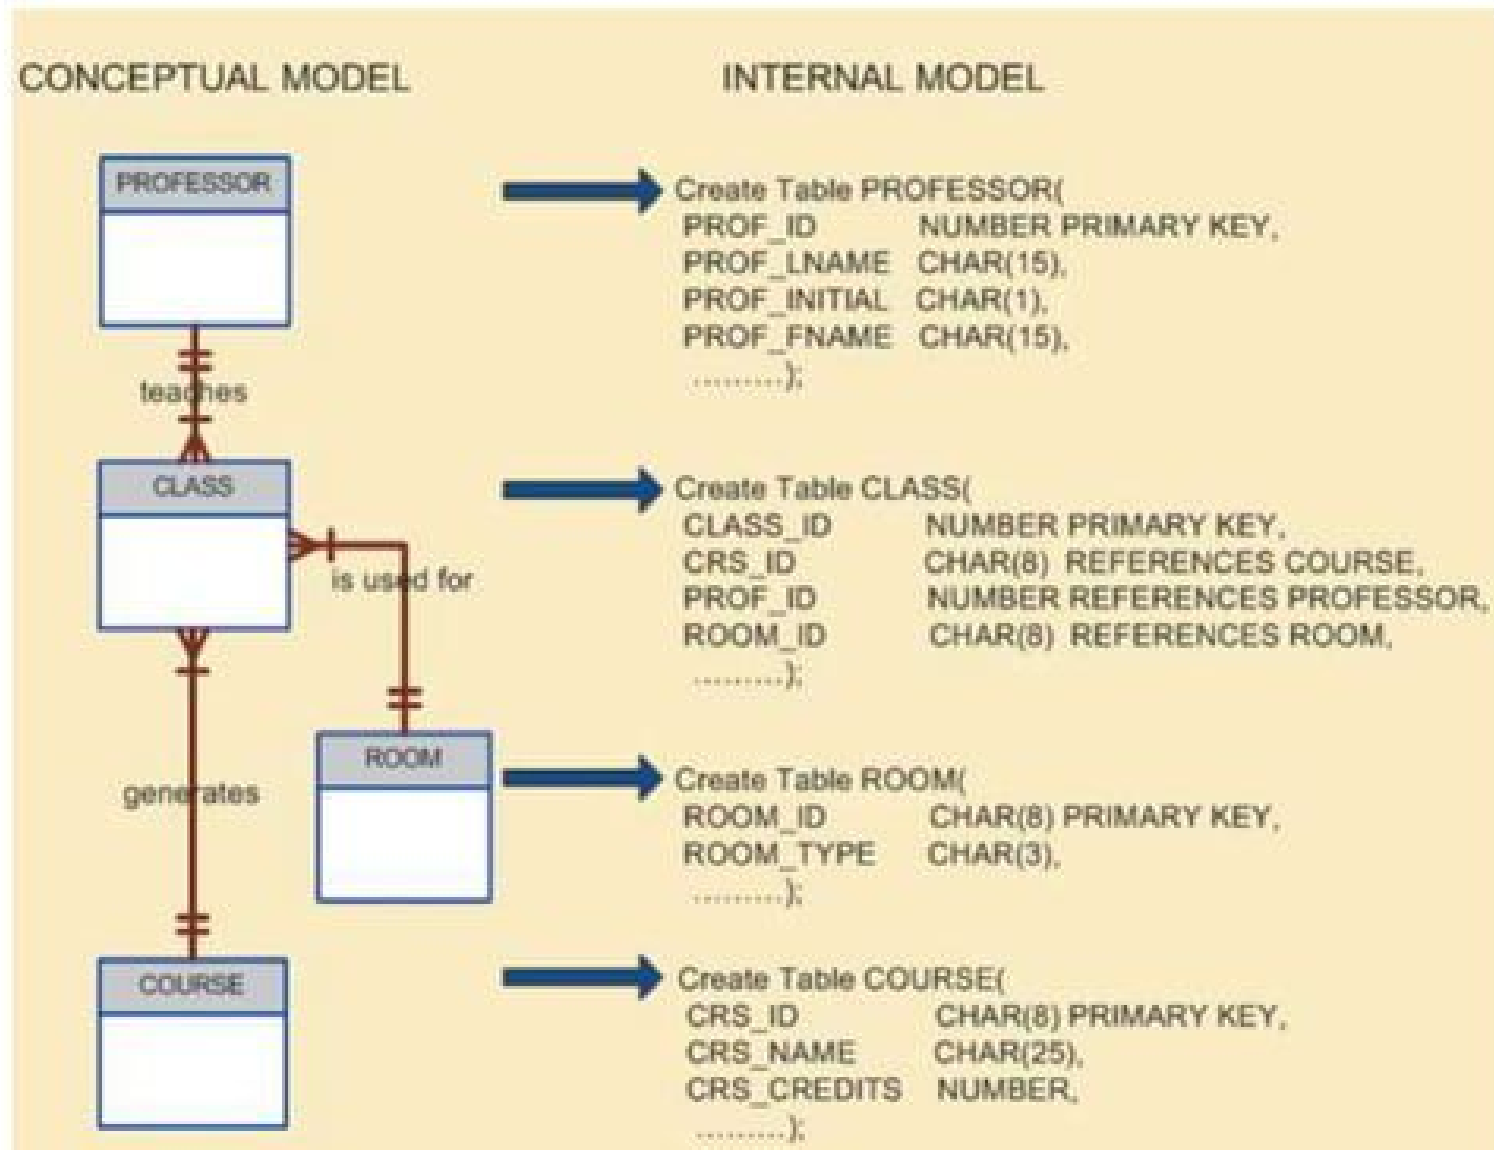 CONCEPTUAL MODEL
INTERNAL MODEL
PROFESSOR
teaches
CLASS
is used for
ROOM
generates
COURSE
Create Table PROFESSOR(
PROF_ID NUMBER PRIMARY KEY,
PROF_LNAME CHAR(15),
PROF_INITIAL CHAR(1),
PROF_FNAME CHAR(15),
..........);
Create Table CLASS(
CLASS_ID NUMBER PRIMARY KEY,
CRS_ID CHAR(8) REFERENCES COURSE,
PROF_ID NUMBER REFERENCES PROFESSOR,
ROOM_ID CHAR(8) REFERENCES ROOM,
..........);
Create Table ROOM(
ROOM_ID CHAR(8) PRIMARY KEY,
ROOM_TYPE CHAR(3),
..........);
Create Table COURSE(
CRS_ID CHAR(8) PRIMARY KEY,
CRS_NAME CHAR(25),
CRS_CREDITS NUMBER,
..........);